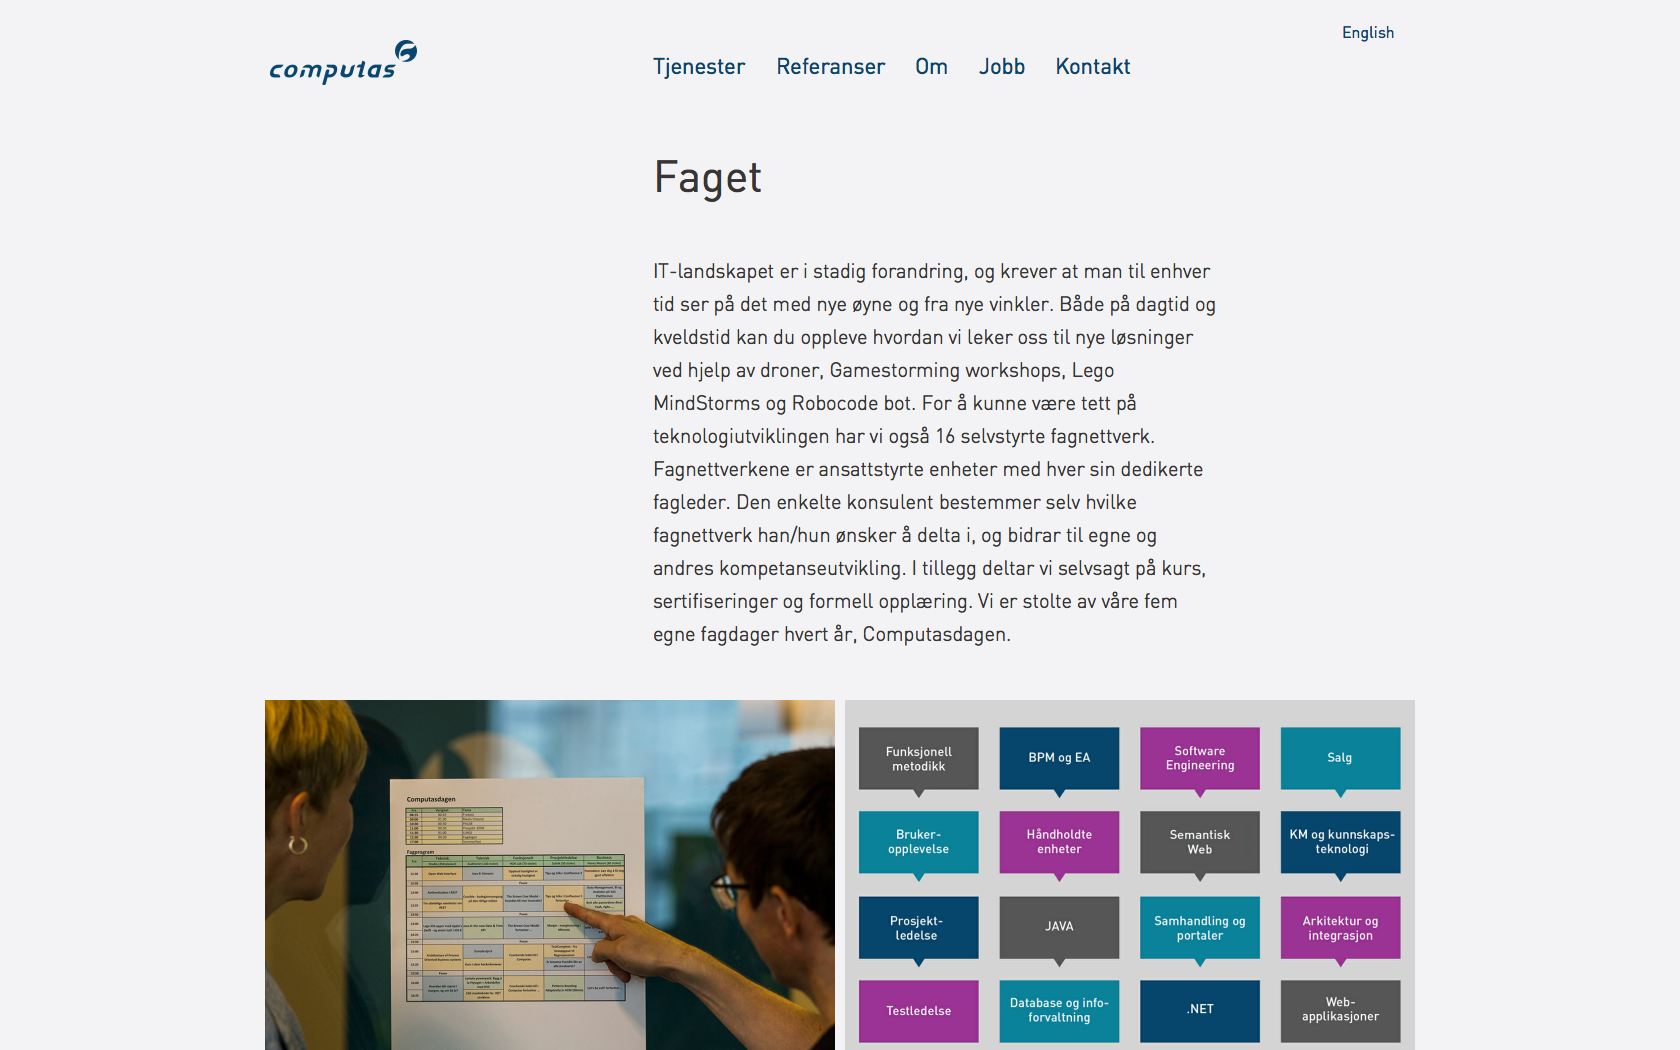 English
computas
Tjenester Referanser Om Jobb Kontakt
Faget
IT-landskapet er i stadig forandring, og krever at man til enhver
tid ser på det med nye øyne og fra nye vinkler. Både på dagtid og
kveldstid kan du oppleve hvordan vi leker oss til nye løsninger
ved hjelp av droner, Gamestorming workshops, Lego
MindStorms og Robocode bot. For å kunne være tett på
teknologiutviklingen har vi også 16 selvstyrte fagnettverk.
Fagnettverkene er ansattstyrte enheter med hver sin dedikerte
fagleder. Den enkelte konsulent bestemmer selv hvilke
fagnettverk han/hun ønsker å delta i, og bidrar til egne og
andres kompetanseutvikling. I tillegg deltar vi selvsagt på kurs,
sertifiseringer og formell opplæring. Vi er stolte av våre fem
egne fagdager hvert år, Computasdagen.
Computasdagen
Fagprogram
Funksjonell
metodikk
BPM og EA
Software
Engineering
Salg
Bruker-
opplevelse
Håndholdte
enheter
Semantisk
Web
KM og kunnskaps-
teknologi
Prosjekt-
ledelse
JAVA
Samhandling og
portaler
Arkitektur og
integrasjon
Testledelse
Database og info-
forvaltning
.NET
Web-
applikasjoner